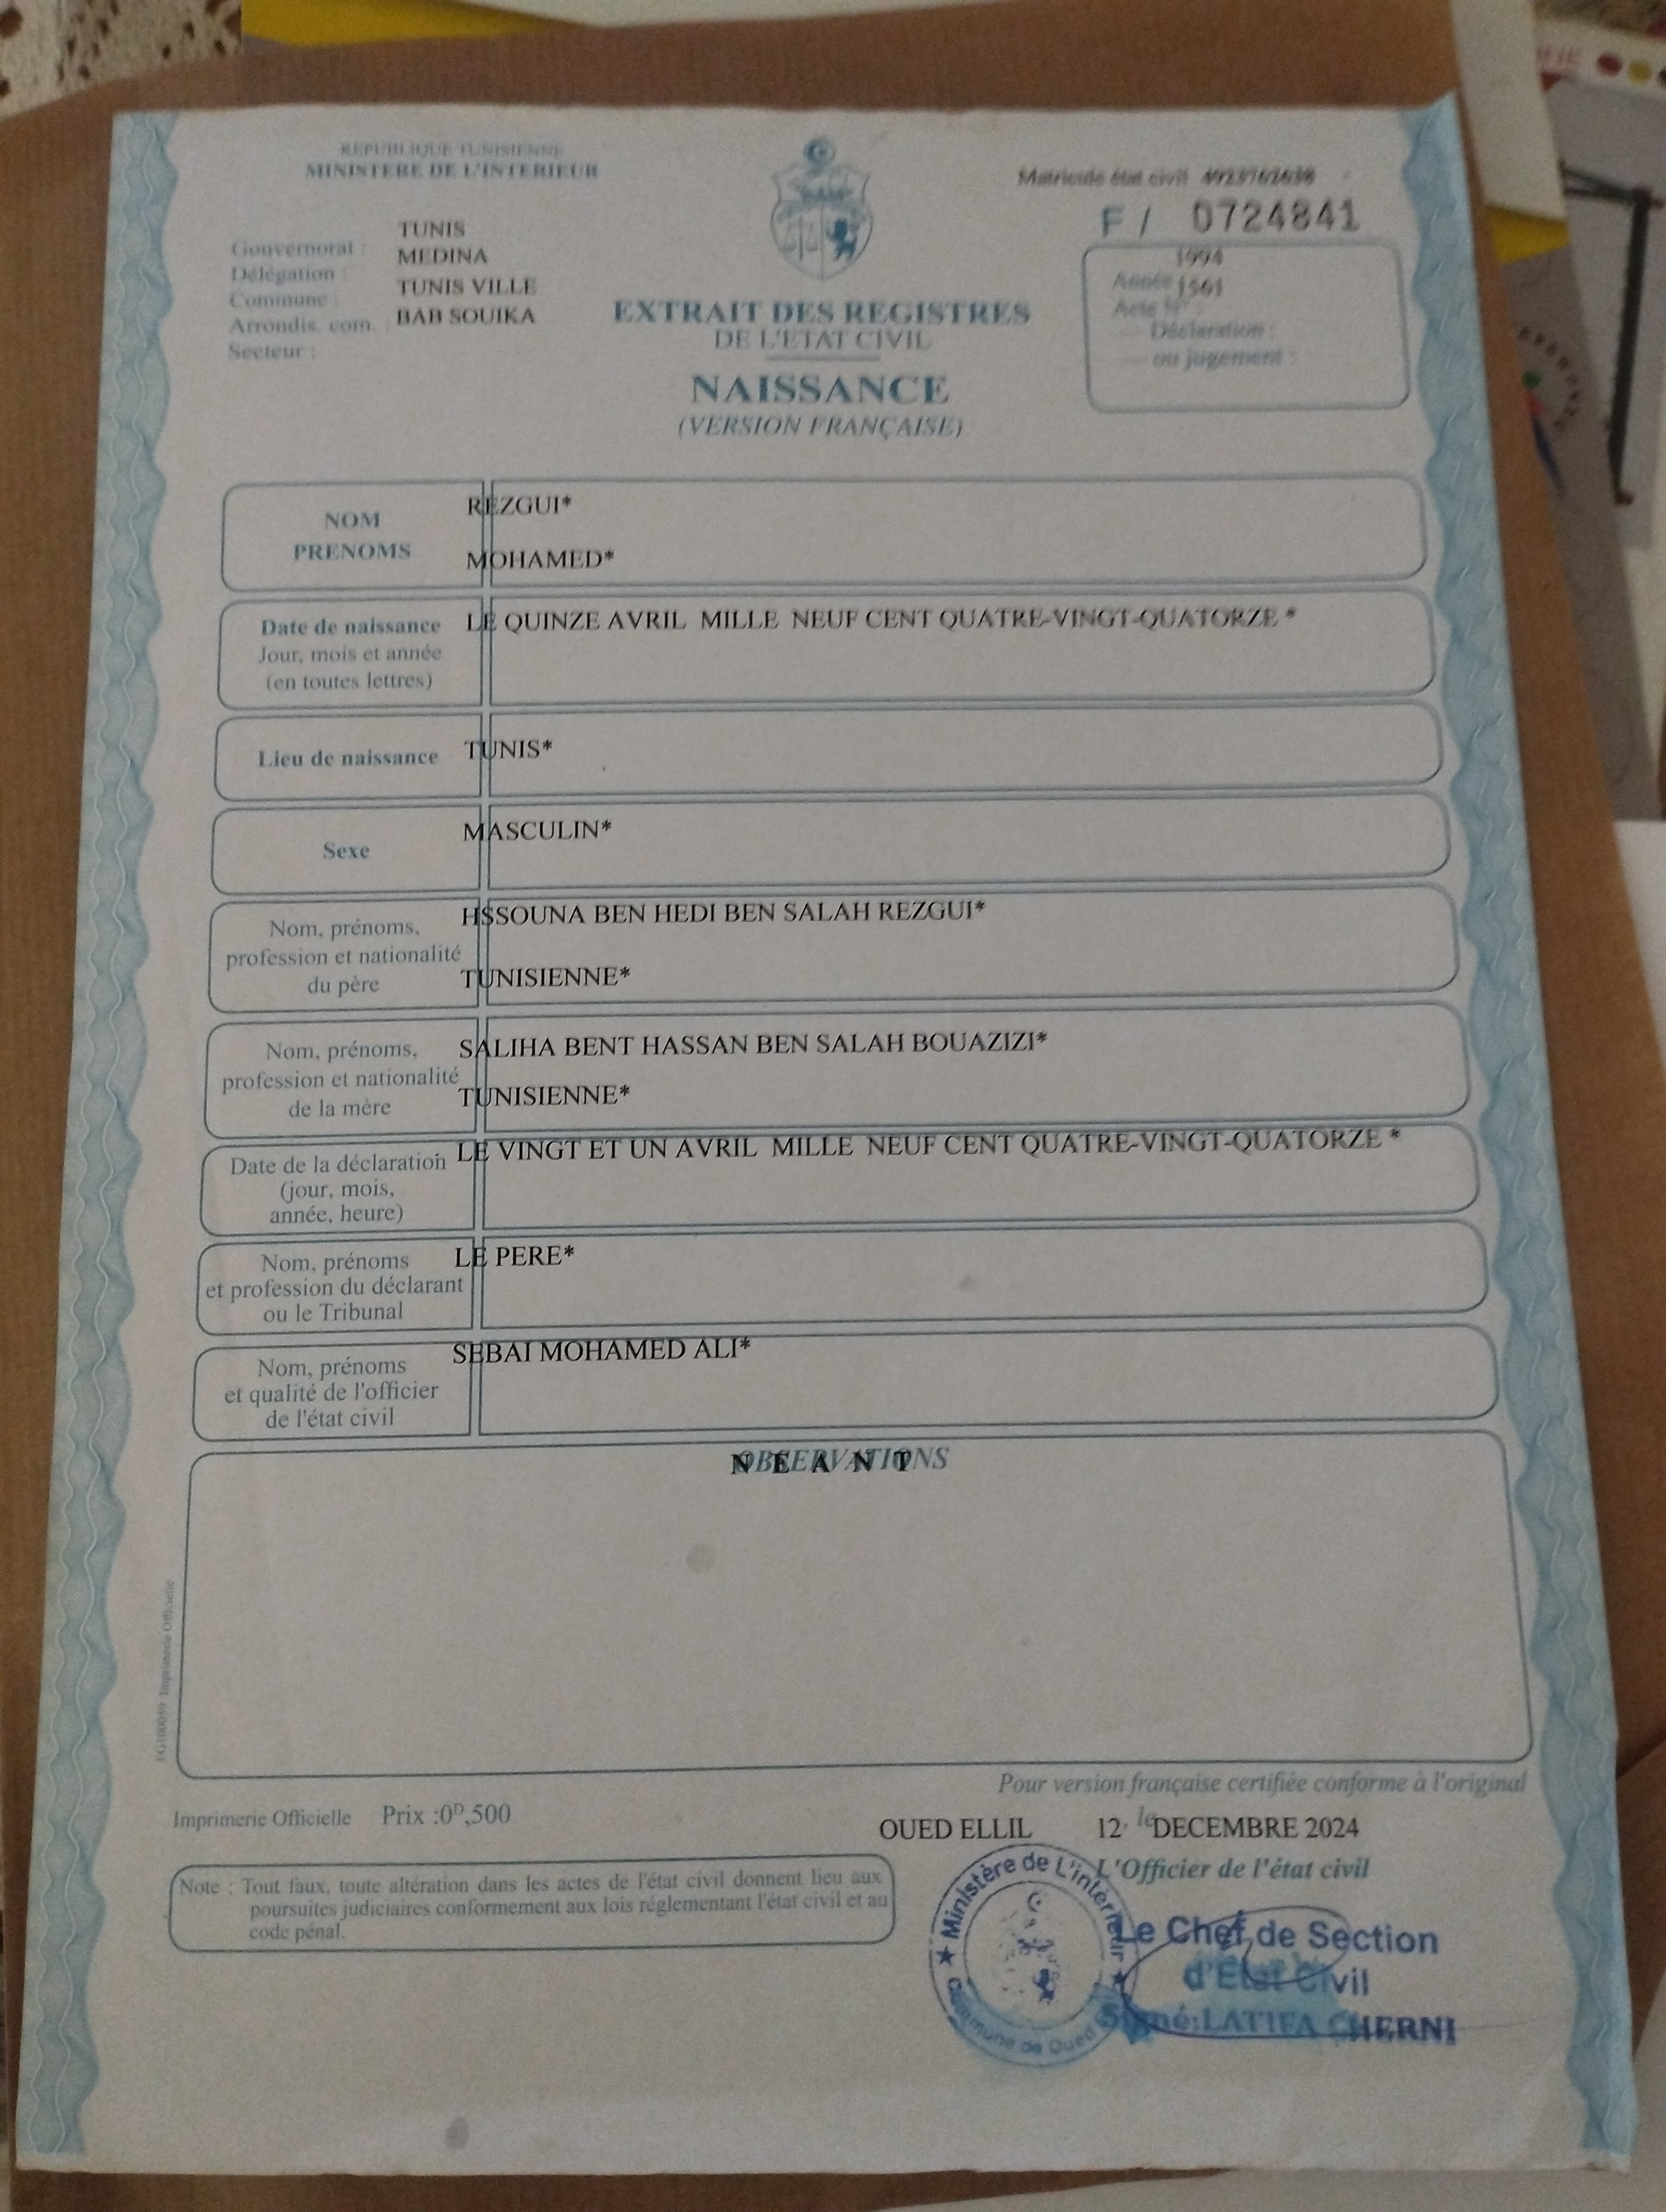 REPUBLIQUE TUNISIENNE
MINISTERE DE L'INTERIEUR
Gouvernorat : TUNIS
Délégation : MEDINA
Commune : TUNIS VILLE
Arrondis. com. : BAB SOUIKA
Secteur :
Matricule état civil
F / 0724841
Année 1994
Acte N° : 1561
Déclaration :
ou jugement :
EXTRAIT DES REGISTRES
DE L'ETAT CIVIL
NAISSANCE
(VERSION FRANÇAISE)
NOM REZGUI*
PRENOMS MOHAMED*
Date de naissance LE QUINZE AVRIL MILLE NEUF CENT QUATRE-VINGT-QUATORZE *
Jour, mois et année
(en toutes lettres)
Lieu de naissance TUNIS*
Sexe MASCULIN*
Nom, prénoms, HSSOUNA BEN HEDI BEN SALAH REZGUI*
profession et nationalité
du père TUNISIENNE*
Nom, prénoms, SALIHA BENT HASSAN BEN SALAH BOUAZIZI*
profession et nationalité
de la mère TUNISIENNE*
Date de la déclaration LE VINGT ET UN AVRIL MILLE NEUF CENT QUATRE-VINGT-QUATORZE *
(jour, mois,
année, heure)
Nom, prénoms LE PERE*
et profession du déclarant
ou le Tribunal
Nom, prénoms SEBAI MOHAMED ALI*
et qualité de l'officier
de l'état civil
OBSERVATIONS
N E A N T
Imprimerie Officielle
Pour version française certifiée conforme à l'original
Imprimerie Officielle Prix :0D,500
OUED ELLIL le 12 DECEMBRE 2024
L'Officier de l'état civil
Note : Tout faux, toute altération dans les actes de l'état civil donnent lieu aux
poursuites judiciaires conformement aux lois réglementant l'état civil et au
code pénal.
Ministère de L'intérieur
Commune de Oued
Le Chef de Section
d'Etat Civil
Signé:LATIFA CHERNI